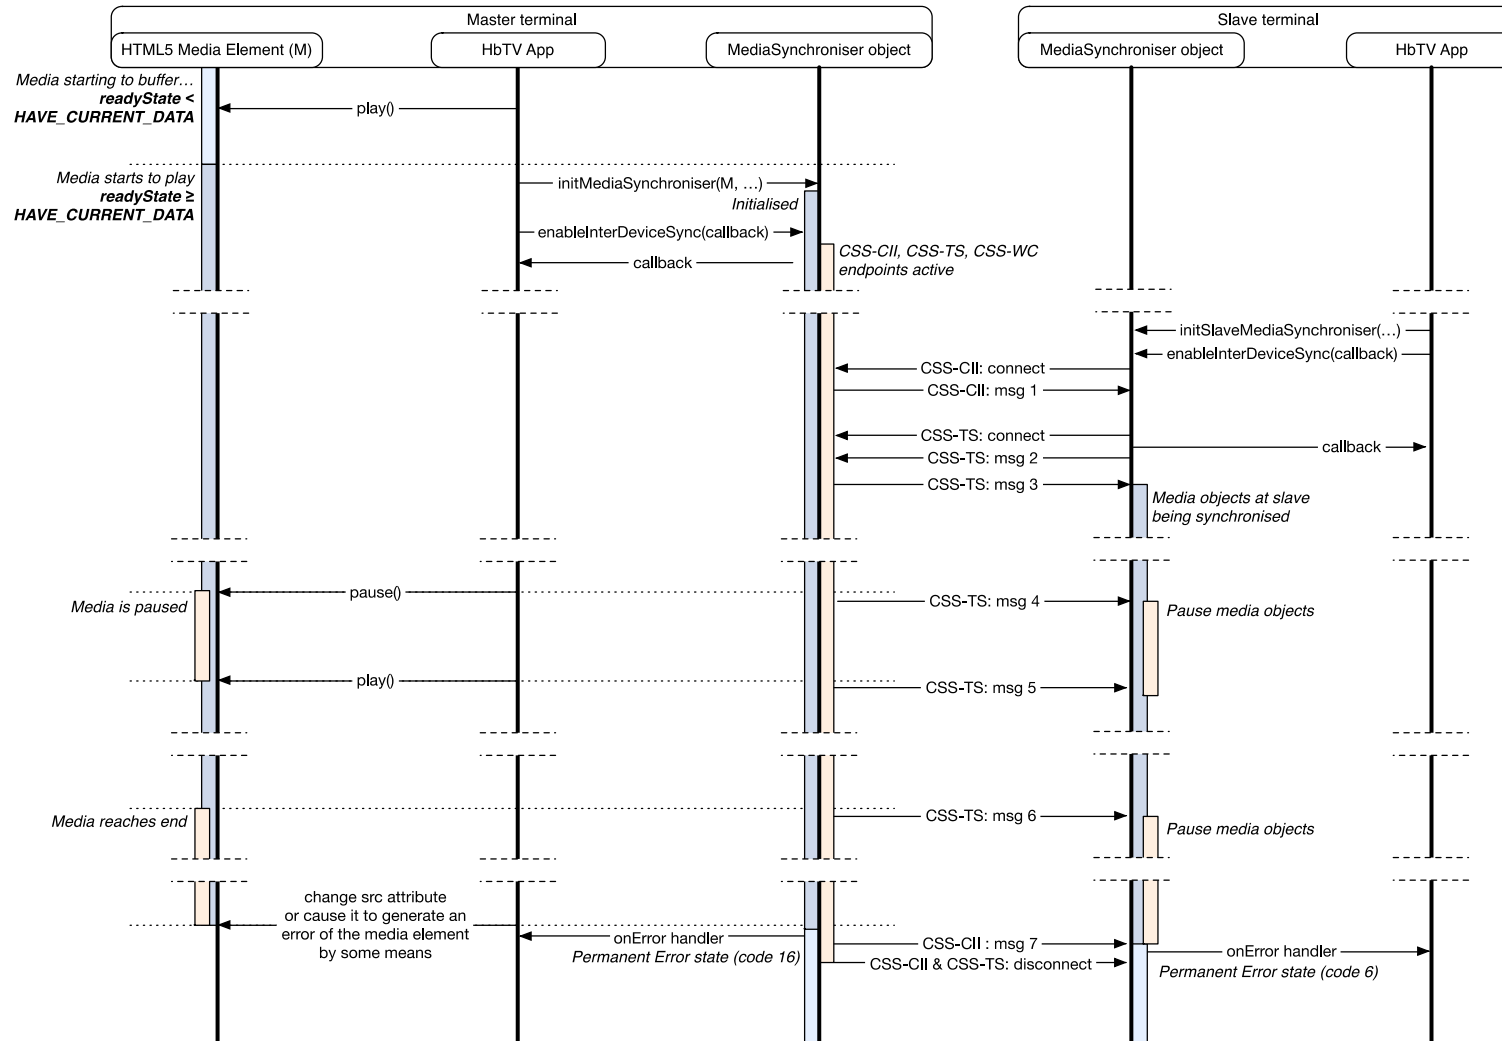 Master terminal
Slave terminal
HTML5 Media Element (M)
HbTV App
MediaSynchroniser object
MediaSynchroniser object
HbTV App
Media starting to buffer…
readyState <
HAVE_CURRENT_DATA
play()
Media starts to play
readyState ≥
HAVE_CURRENT_DATA
initMediaSynchroniser(M, …)
Initialised
enableInterDeviceSync(callback)
callback
CSS-CII, CSS-TS, CSS-WC
endpoints active
initSlaveMediaSynchroniser(…)
enableInterDeviceSync(callback)
CSS-CII: connect
CSS-CII: msg 1
CSS-TS: connect
callback
CSS-TS: msg 2
CSS-TS: msg 3
Media objects at slave
being synchronised
pause()
Media is paused
CSS-TS: msg 4
Pause media objects
play()
CSS-TS: msg 5
Media reaches end
CSS-TS: msg 6
Pause media objects
change src attribute
or cause it to generate an
error of the media element
by some means
onError handler
Permanent Error state (code 16)
CSS-CII : msg 7
CSS-CII & CSS-TS: disconnect
onError handler
Permanent Error state (code 6)